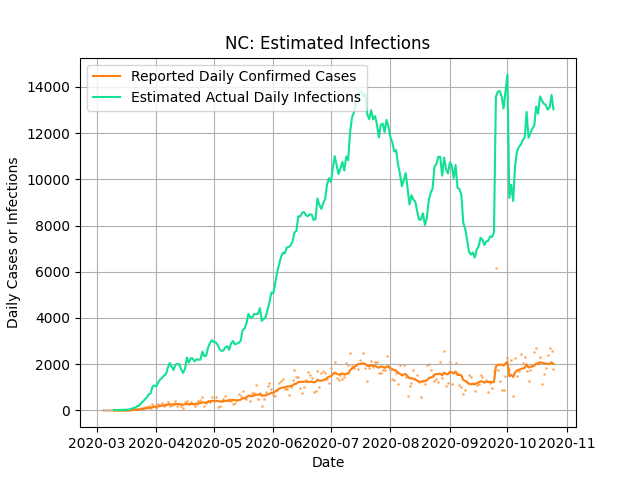 NC: Estimated Infections
Reported Daily Confirmed Cases
Estimated Actual Daily Infections
14000
12000
10000
8000
6000
4000
2000
0
Daily Cases or Infections
2020-03 2020-04 2020-05 2020-06 2020-07 2020-08 2020-09 2020-10 2020-11
Date